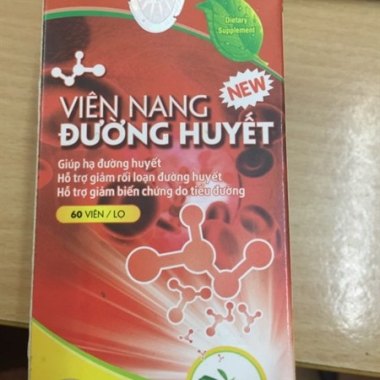 Dietary
Supplement
NEW
VIÊN NANG
ĐƯỜNG HUYẾT
Giúp hạ đường huyết
Hỗ trợ giảm rối loạn đường huyết
Hỗ trợ giảm biến chứng do tiểu đường
60 VIÊN / LỌ